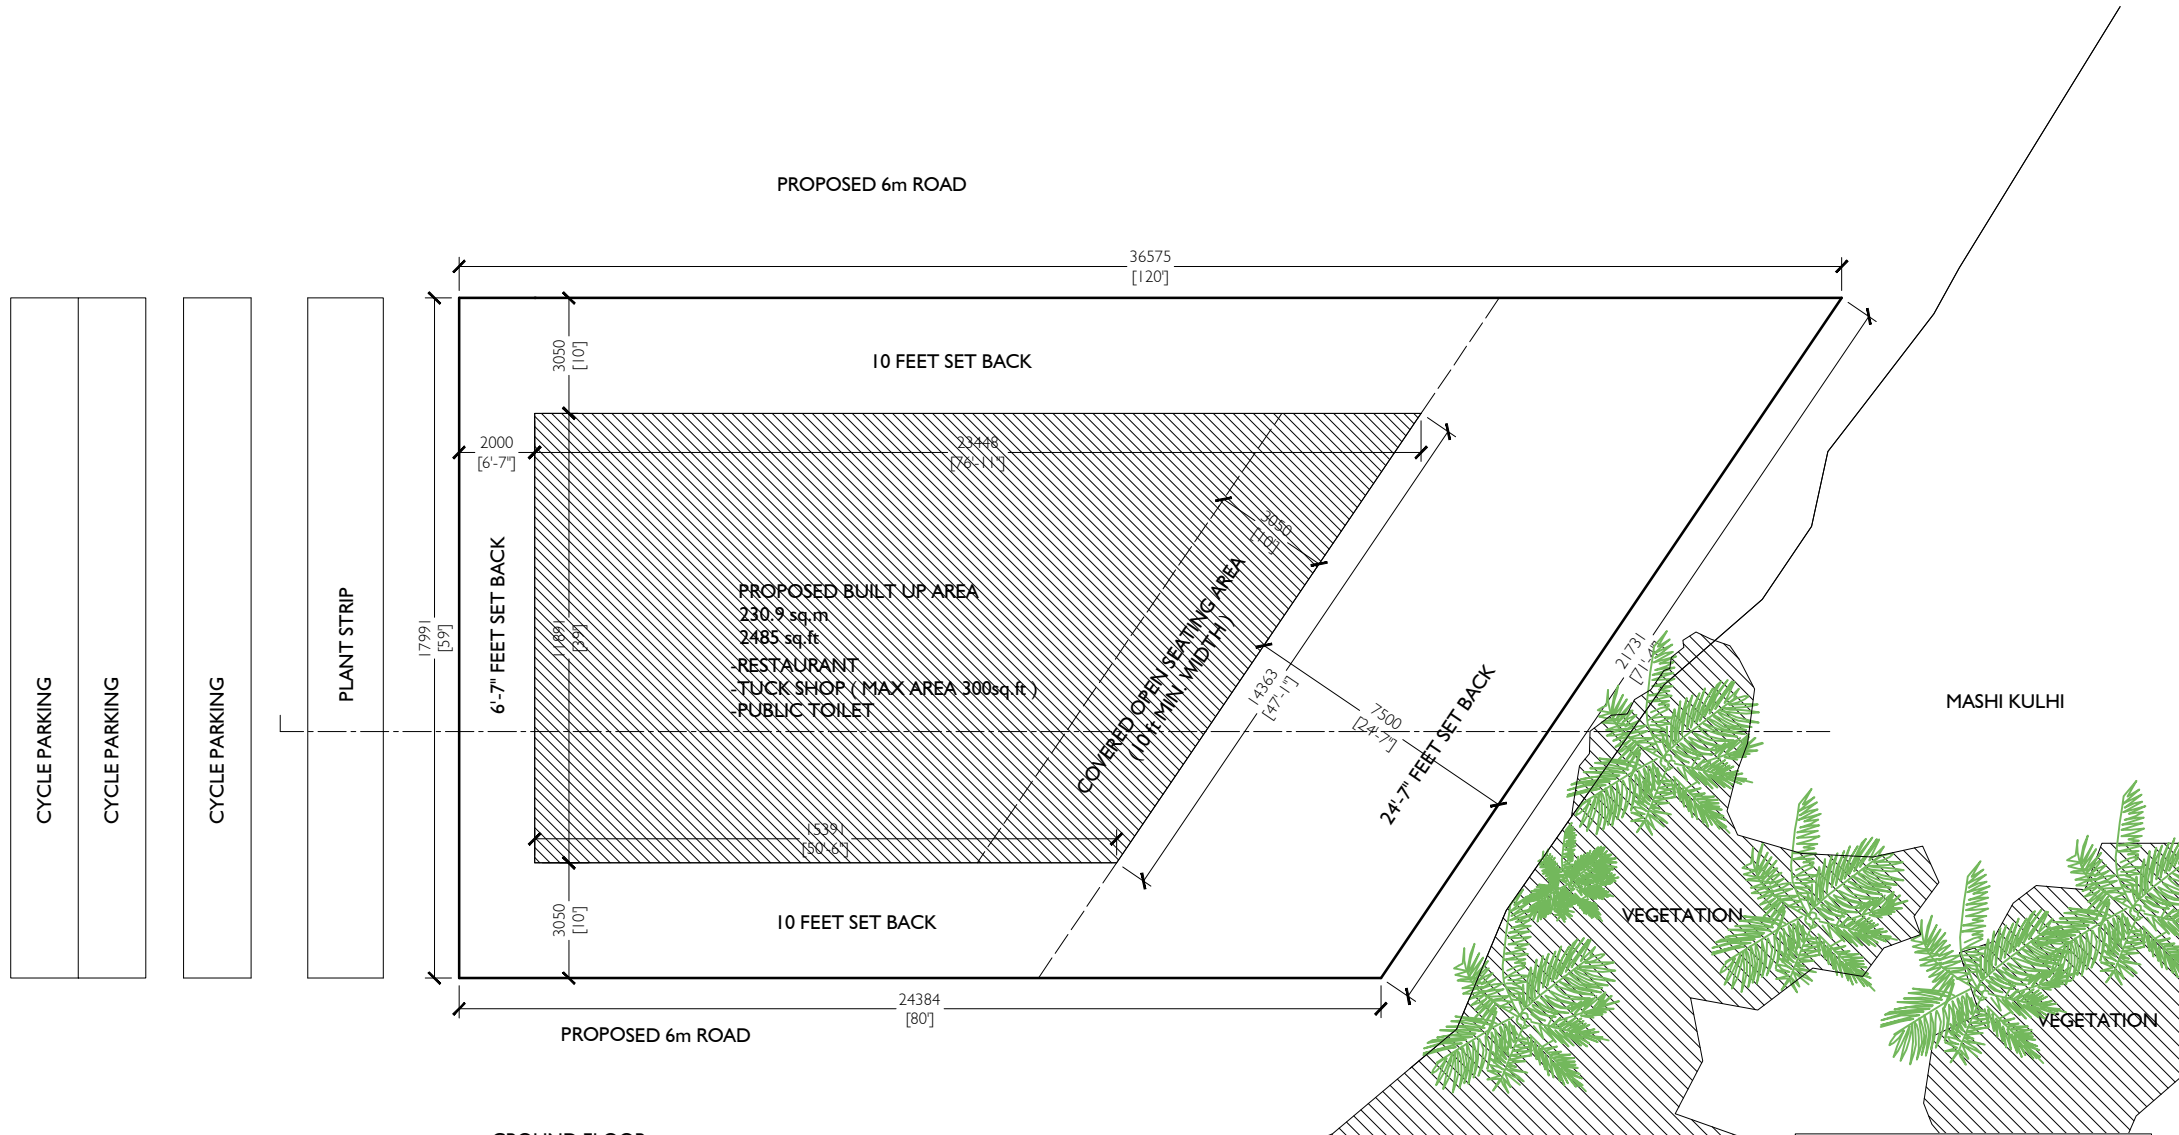 PROPOSED 6m ROAD
36575
[120']
3050
[10']
10 FEET SET BACK
2000
[6'-7"]
23448
[76'-11"]
3050
[10']
6'-7" FEET SET BACK
PLANT STRIP
17991
[59']
11891
[39']
PROPOSED BUILT UP AREA
230.9 sq.m
2485 sq.ft
-RESTAURANT
-TUCK SHOP ( MAX AREA 300sq.ft )
-PUBLIC TOILET
COVERED OPEN SEATING AREA
(10 ft MIN. WIDTH )
14363
[47'-1"]
7500
[24'-7"]
24'-7" FEET SET BACK
21731
[71'-4"]
MASHI KULHI
CYCLE PARKING
CYCLE PARKING
CYCLE PARKING
15391
[50'-6"]
3050
[10']
10 FEET SET BACK
VEGETATION
24384
[80']
PROPOSED 6m ROAD
VEGETATION
GROUND FLOOR